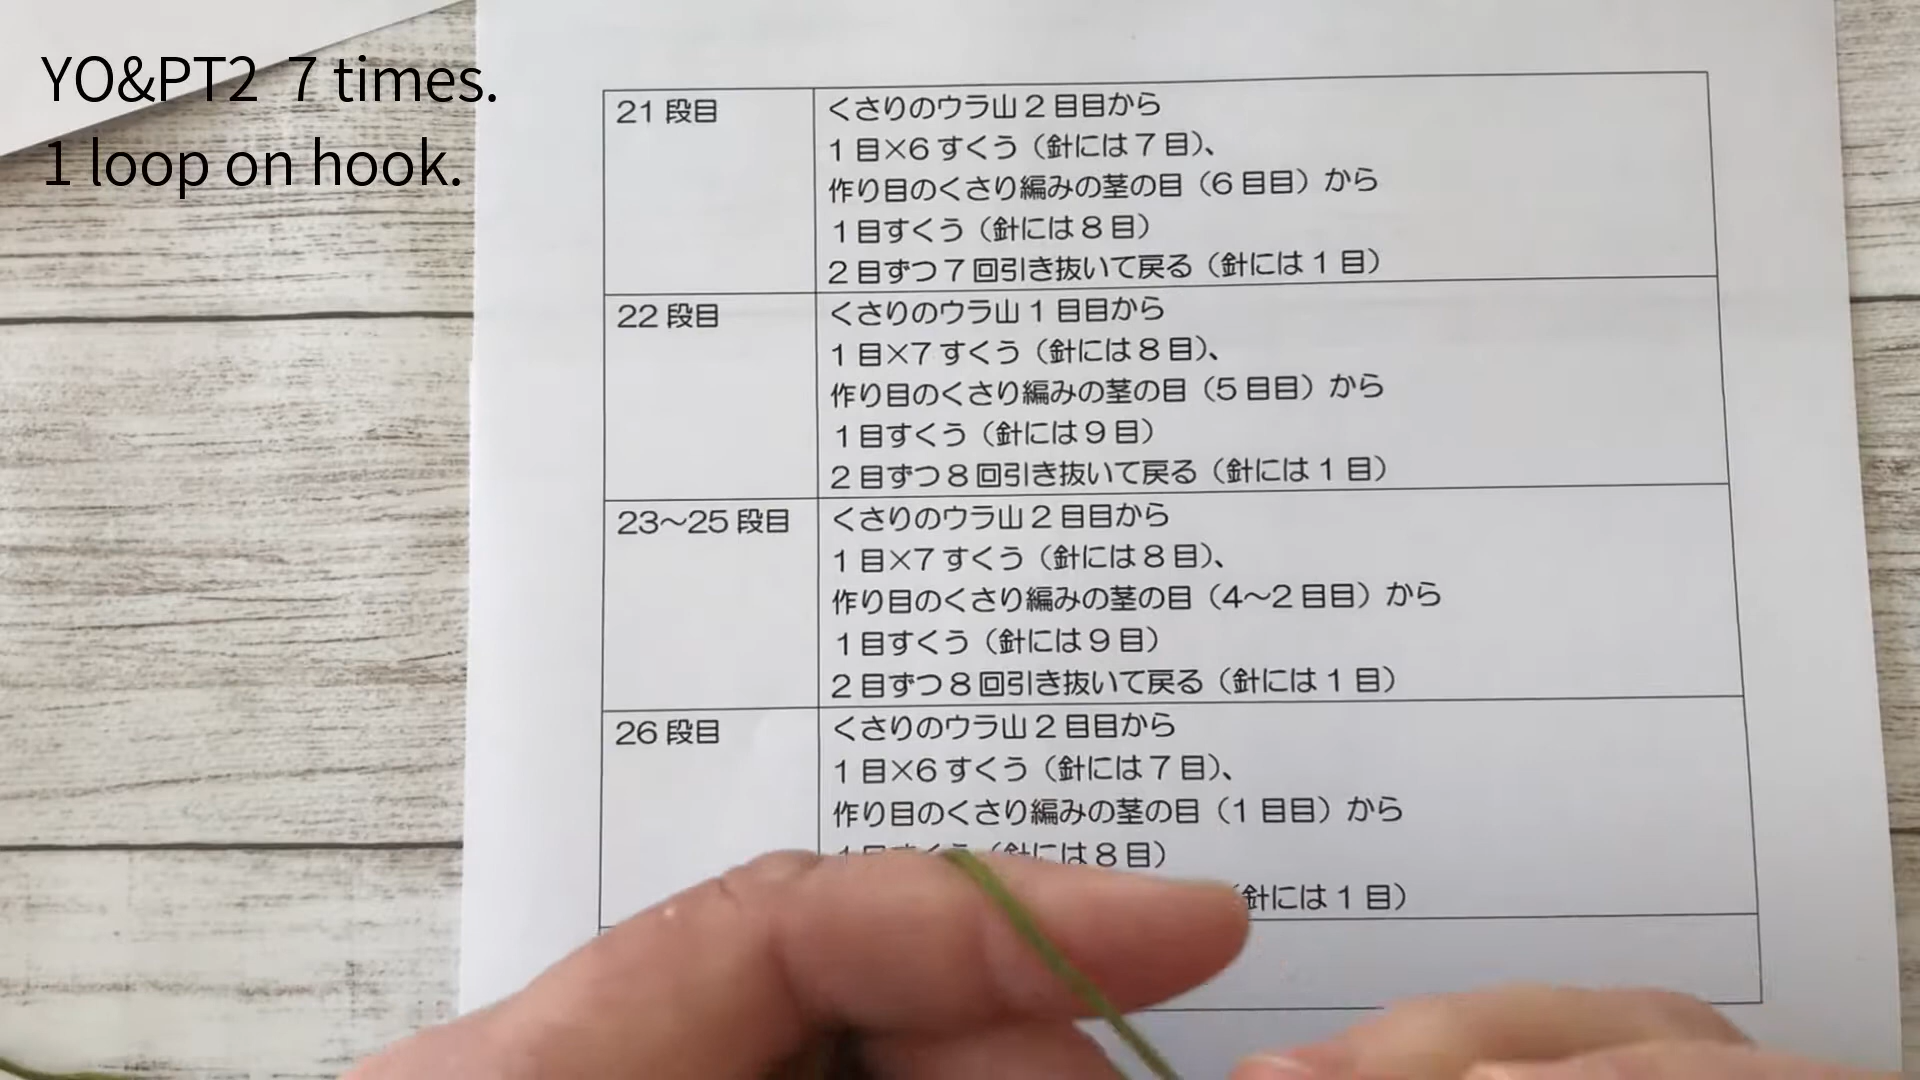 YO&PT2 7 times.
1 loop on hook.
21 段目
くさりのウラ山 2 目目から
1 目×6 すくう（針には 7 目）、
作り目のくさり編みの茎の目（6 目目）から
1 目すくう（針には 8 目）
2 目ずつ 7 回引き抜いて戻る（針には 1 目）
22 段目
くさりのウラ山 1 目目から
1 目×7 すくう（針には 8 目）、
作り目のくさり編みの茎の目（5 目目）から
1 目すくう（針には 9 目）
2 目ずつ 8 回引き抜いて戻る（針には 1 目）
23～25 段目
くさりのウラ山 2 目目から
1 目×7 すくう（針には 8 目）、
作り目のくさり編みの茎の目（4～2 目目）から
1 目すくう（針には 9 目）
2 目ずつ 8 回引き抜いて戻る（針には 1 目）
26 段目
くさりのウラ山 2 目目から
1 目×6 すくう（針には 7 目）、
作り目のくさり編みの茎の目（1 目目）から
1 目すくう（針には 8 目）
（針には 1 目）